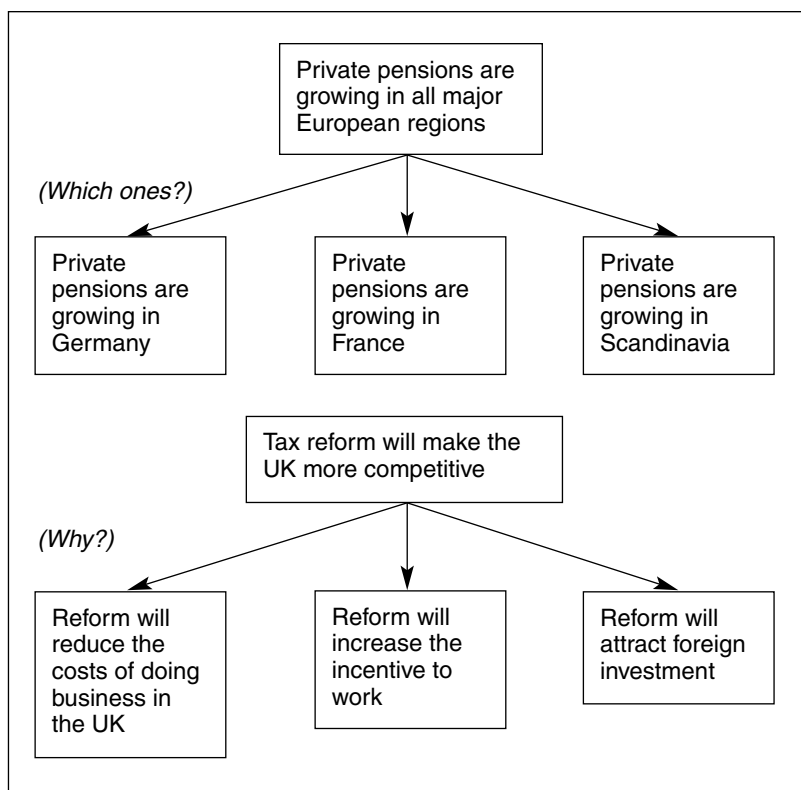 Private pensions are
growing in all major
European regions
(Which ones?)
Private
pensions are
growing in
Germany
Private
pensions are
growing in
France
Private
pensions are
growing in
Scandinavia
Tax reform will make the
UK more competitive
(Why?)
Reform will
reduce the
costs of doing
business in
the UK
Reform will
increase the
incentive to
work
Reform will
attract foreign
investment